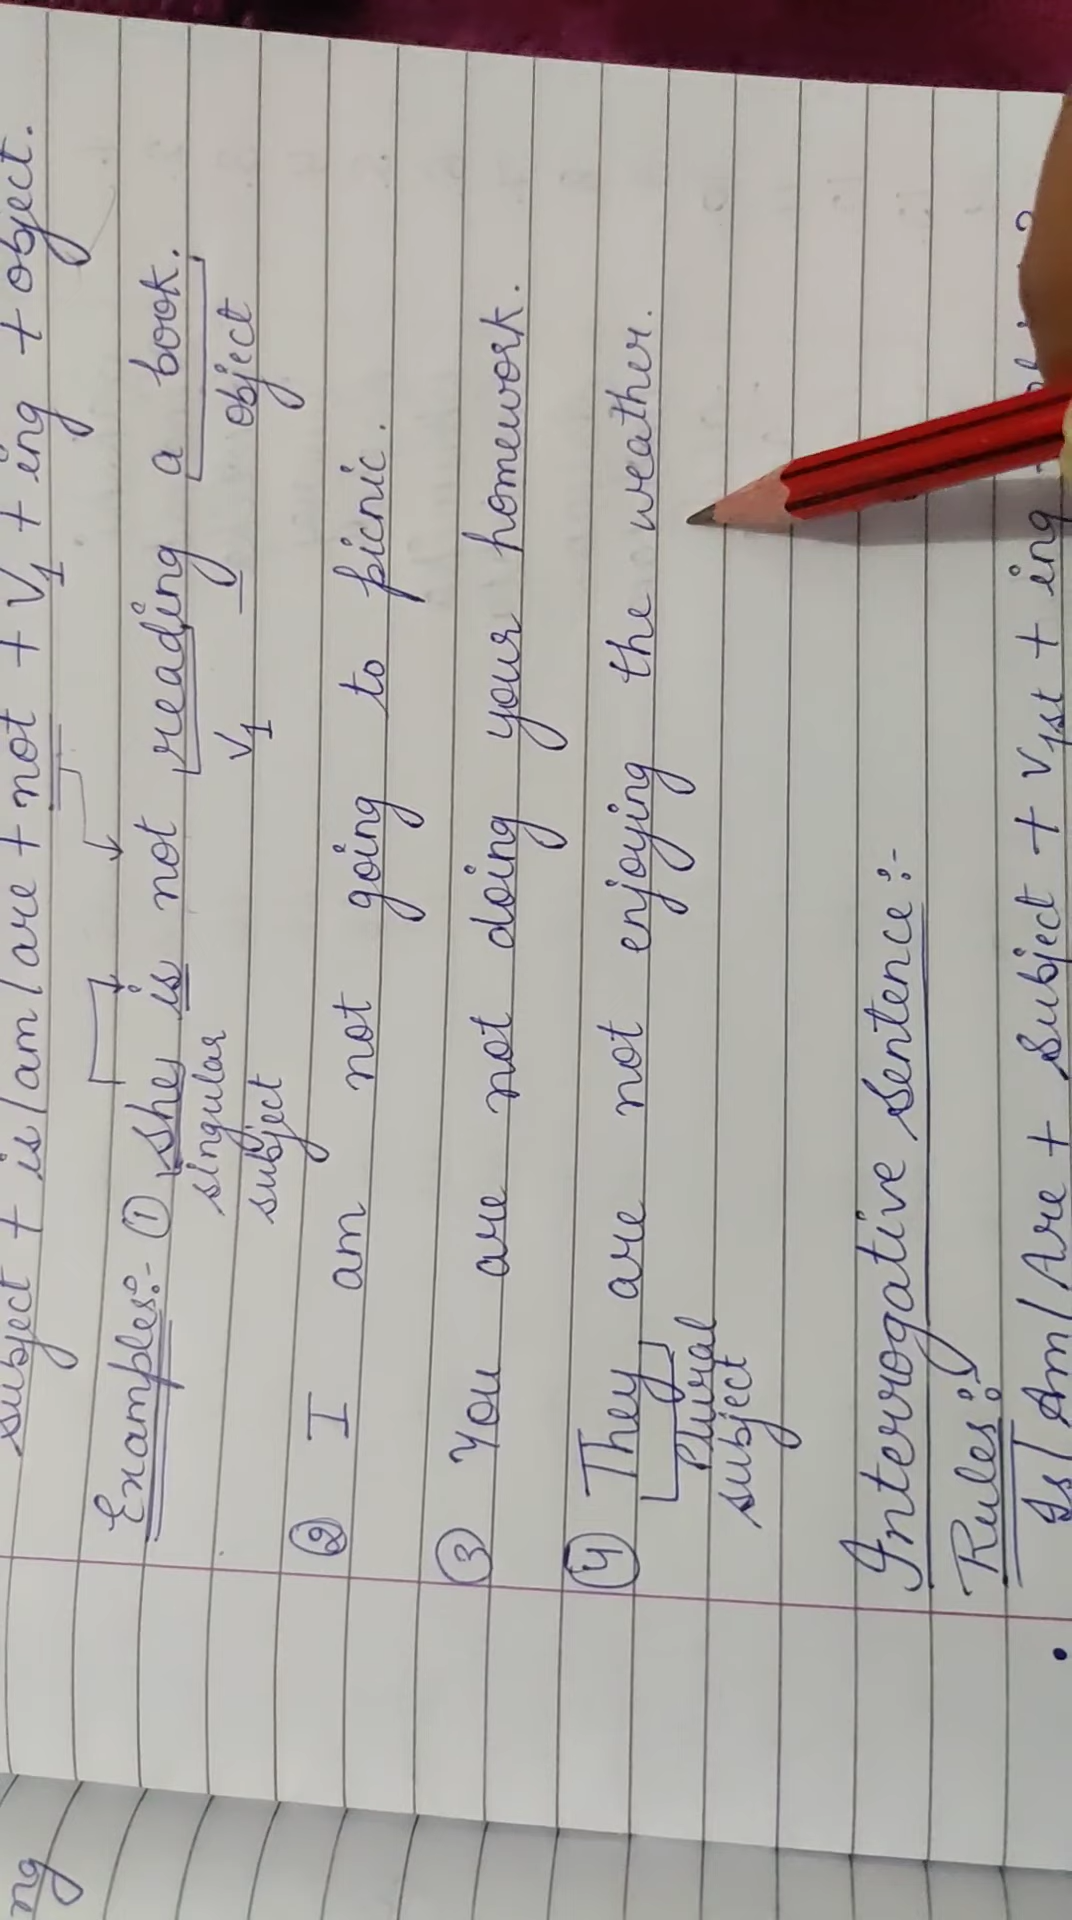 subject + is/am/are + not + V1 + ing + object.
Examples:- ① She is not reading a book.
singular subject V1 object
② I am not going to picnic.
③ You are not doing your homework.
④ They are not enjoying the weather.
Plural
subject
Interrogative sentence:-
Rules:-
• Is/Am/Are + subject + V1st + ing
ng